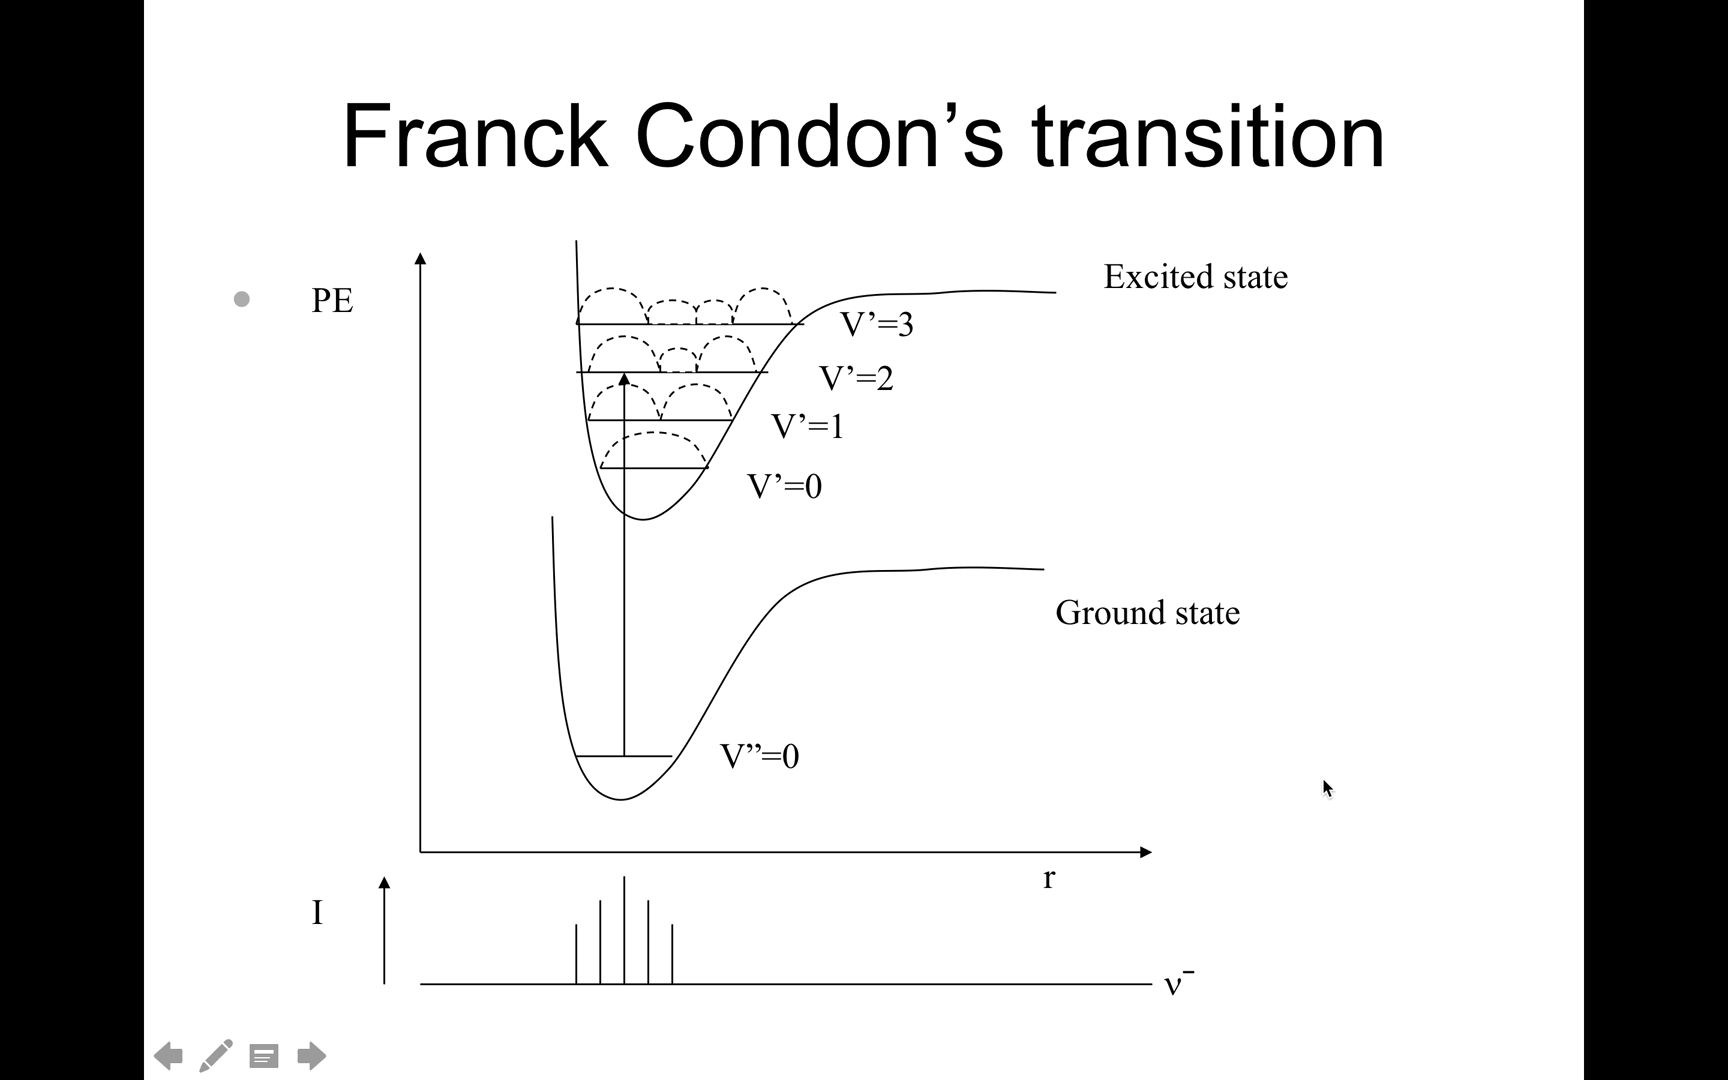 Franck Condon’s transition
PE
Excited state
V’=3
V’=2
V’=1
V’=0
Ground state
V”=0
r
I
ν¯